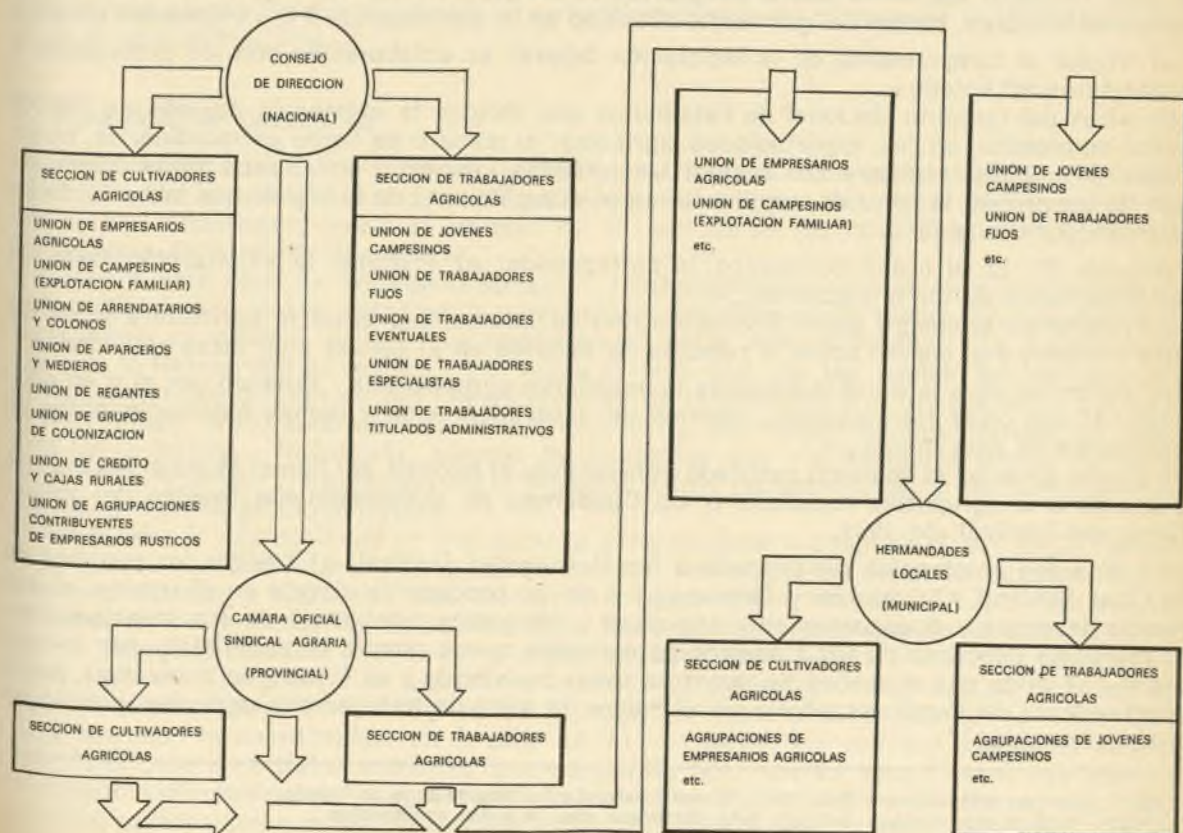 CONSEJO
DE DIRECCION
(NACIONAL)
SECCION DE CULTIVADORES
AGRICOLAS
UNION DE EMPRESARIOS
AGRICOLAS
UNION DE CAMPESINOS
(EXPLOTACION FAMILIAR)
UNION DE ARRENDATARIOS
Y COLONOS
UNION DE APARCEROS
Y MEDIEROS
UNION DE REGANTES
UNION DE GRUPOS
DE COLONIZACION
UNION DE CREDITO
Y CAJAS RURALES
UNION DE AGRUPACCIONES
CONTRIBUYENTES
DE EMPRESARIOS RUSTICOS
SECCION DE TRABAJADORES
AGRICOLAS
UNION DE JOVENES
CAMPESINOS
UNION DE TRABAJADORES
FIJOS
UNION DE TRABAJADORES
EVENTUALES
UNION DE TRABAJADORES
ESPECIALISTAS
UNION DE TRABAJADORES
TITULADOS ADMINISTRATIVOS
CAMARA OFICIAL
SINDICAL AGRARIA
(PROVINCIAL)
SECCION DE CULTIVADORES
AGRICOLAS
SECCION DE TRABAJADORES
AGRICOLAS
UNION DE EMPRESARIOS
AGRICOLAS
UNION DE CAMPESINOS
(EXPLOTACION FAMILIAR)
etc.
UNION DE JOVENES
CAMPESINOS
UNION DE TRABAJADORES
FIJOS
etc.
HERMANDADES
LOCALES
(MUNICIPAL)
SECCION DE CULTIVADORES
AGRICOLAS
AGRUPACIONES DE
EMPRESARIOS AGRICOLAS
etc.
SECCION DE TRABAJADORES
AGRICOLAS
AGRUPACIONES DE JOVENES
CAMPESINOS
etc.